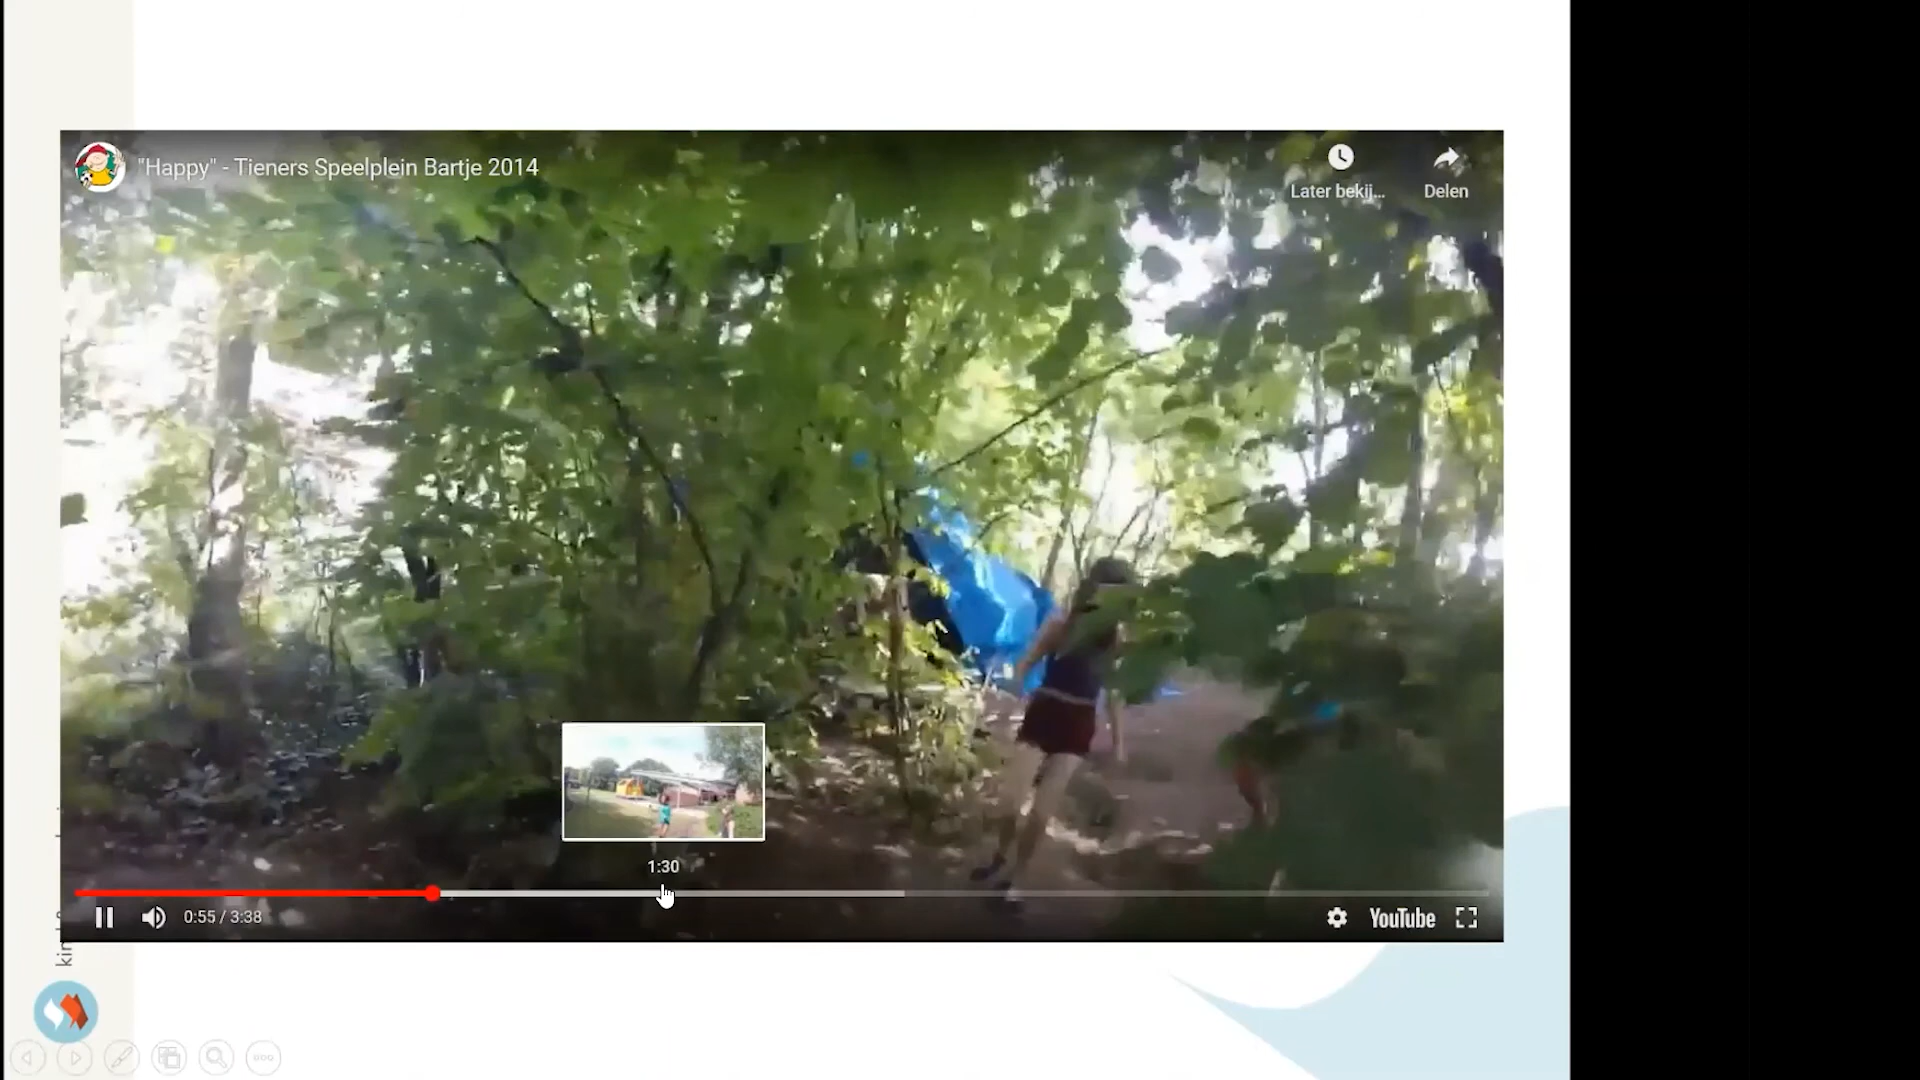 "Happy" - Tieners Speelplein Bartje 2014
Later bekij...
Delen
1:30
0:55 / 3:38
YouTube